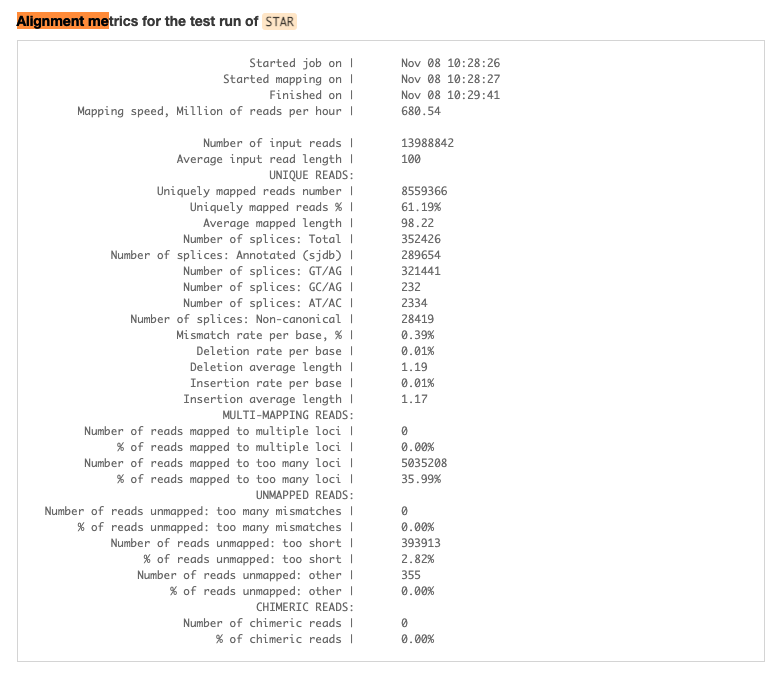 Alignment metrics for the test run of STAR
Started job on | Nov 08 10:28:26
Started mapping on | Nov 08 10:28:27
Finished on | Nov 08 10:29:41
Mapping speed, Million of reads per hour | 680.54
Number of input reads | 13988842
Average input read length | 100
UNIQUE READS:
Uniquely mapped reads number | 8559366
Uniquely mapped reads % | 61.19%
Average mapped length | 98.22
Number of splices: Total | 352426
Number of splices: Annotated (sjdb) | 289654
Number of splices: GT/AG | 321441
Number of splices: GC/AG | 232
Number of splices: AT/AC | 2334
Number of splices: Non-canonical | 28419
Mismatch rate per base, % | 0.39%
Deletion rate per base | 0.01%
Deletion average length | 1.19
Insertion rate per base | 0.01%
Insertion average length | 1.17
MULTI-MAPPING READS:
Number of reads mapped to multiple loci | 0
% of reads mapped to multiple loci | 0.00%
Number of reads mapped to too many loci | 5035208
% of reads mapped to too many loci | 35.99%
UNMAPPED READS:
Number of reads unmapped: too many mismatches | 0
% of reads unmapped: too many mismatches | 0.00%
Number of reads unmapped: too short | 393913
% of reads unmapped: too short | 2.82%
Number of reads unmapped: other | 355
% of reads unmapped: other | 0.00%
CHIMERIC READS:
Number of chimeric reads | 0
% of chimeric reads | 0.00%